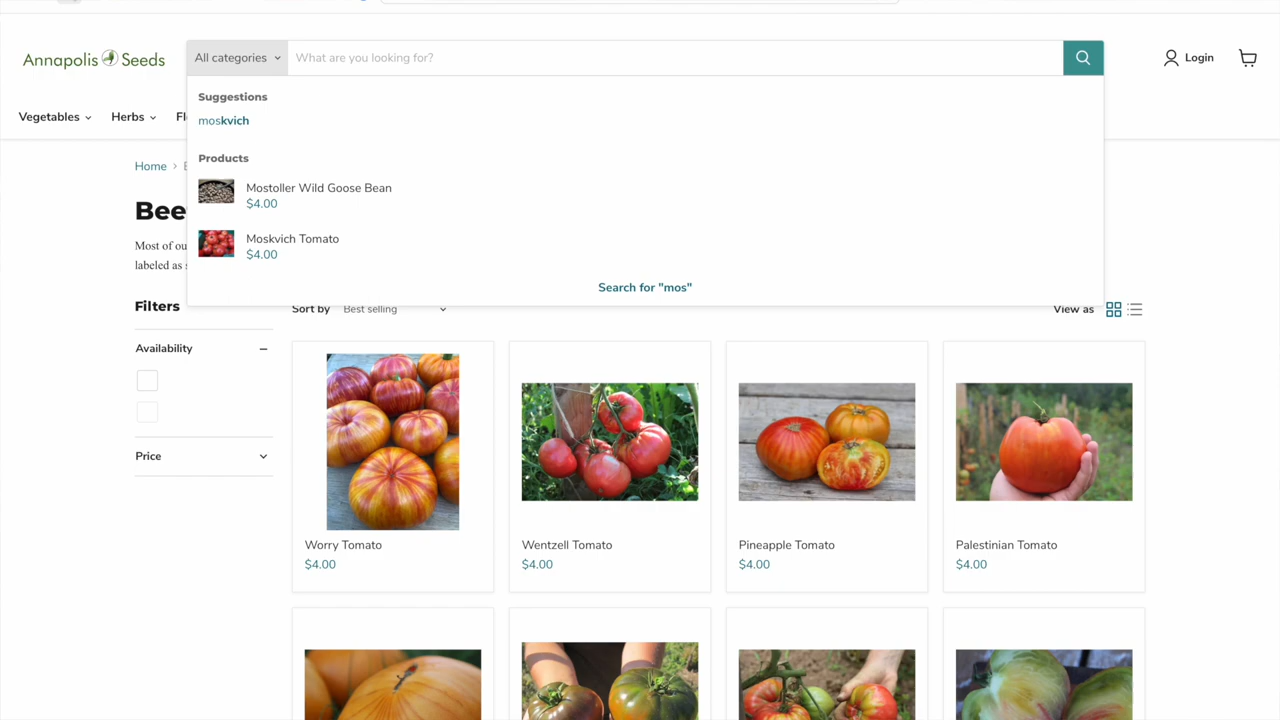 Annapolis Seeds
All categories
What are you looking for?
Login
Suggestions
moskvich
Vegetables
Herbs
Products
Home
Mostoller Wild Goose Bean
$4.00
Moskvich Tomato
$4.00
Most of
labeled as
Search for "mos"
Filters
Sort by
Best selling
View as
Availability
Price
Worry Tomato
$4.00
Wentzell Tomato
$4.00
Pineapple Tomato
$4.00
Palestinian Tomato
$4.00